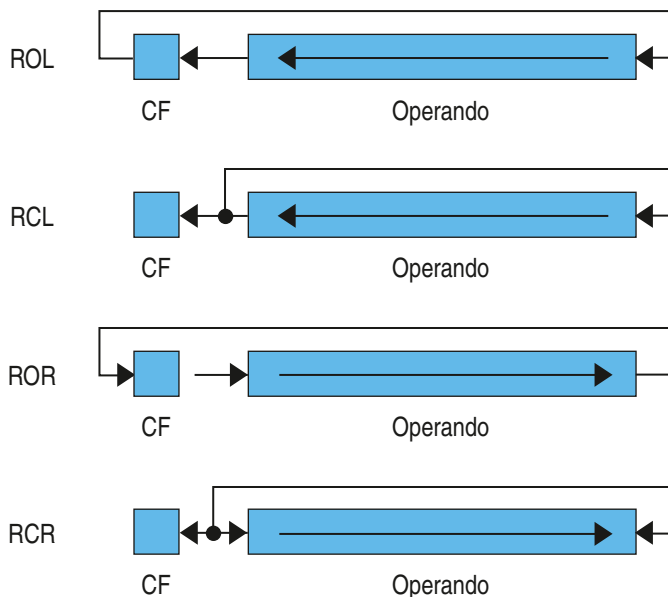 ROL
CF Operando
RCL
CF Operando
ROR
CF Operando
RCR
CF Operando